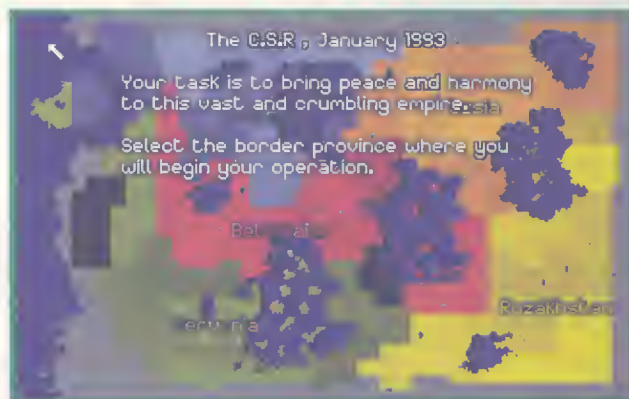 The C.S.R , January 1993
Your task is to bring peace and harmony
to this vast and crumbling empire.
Select the border province where you
will begin your operation.
Ruzakhstan